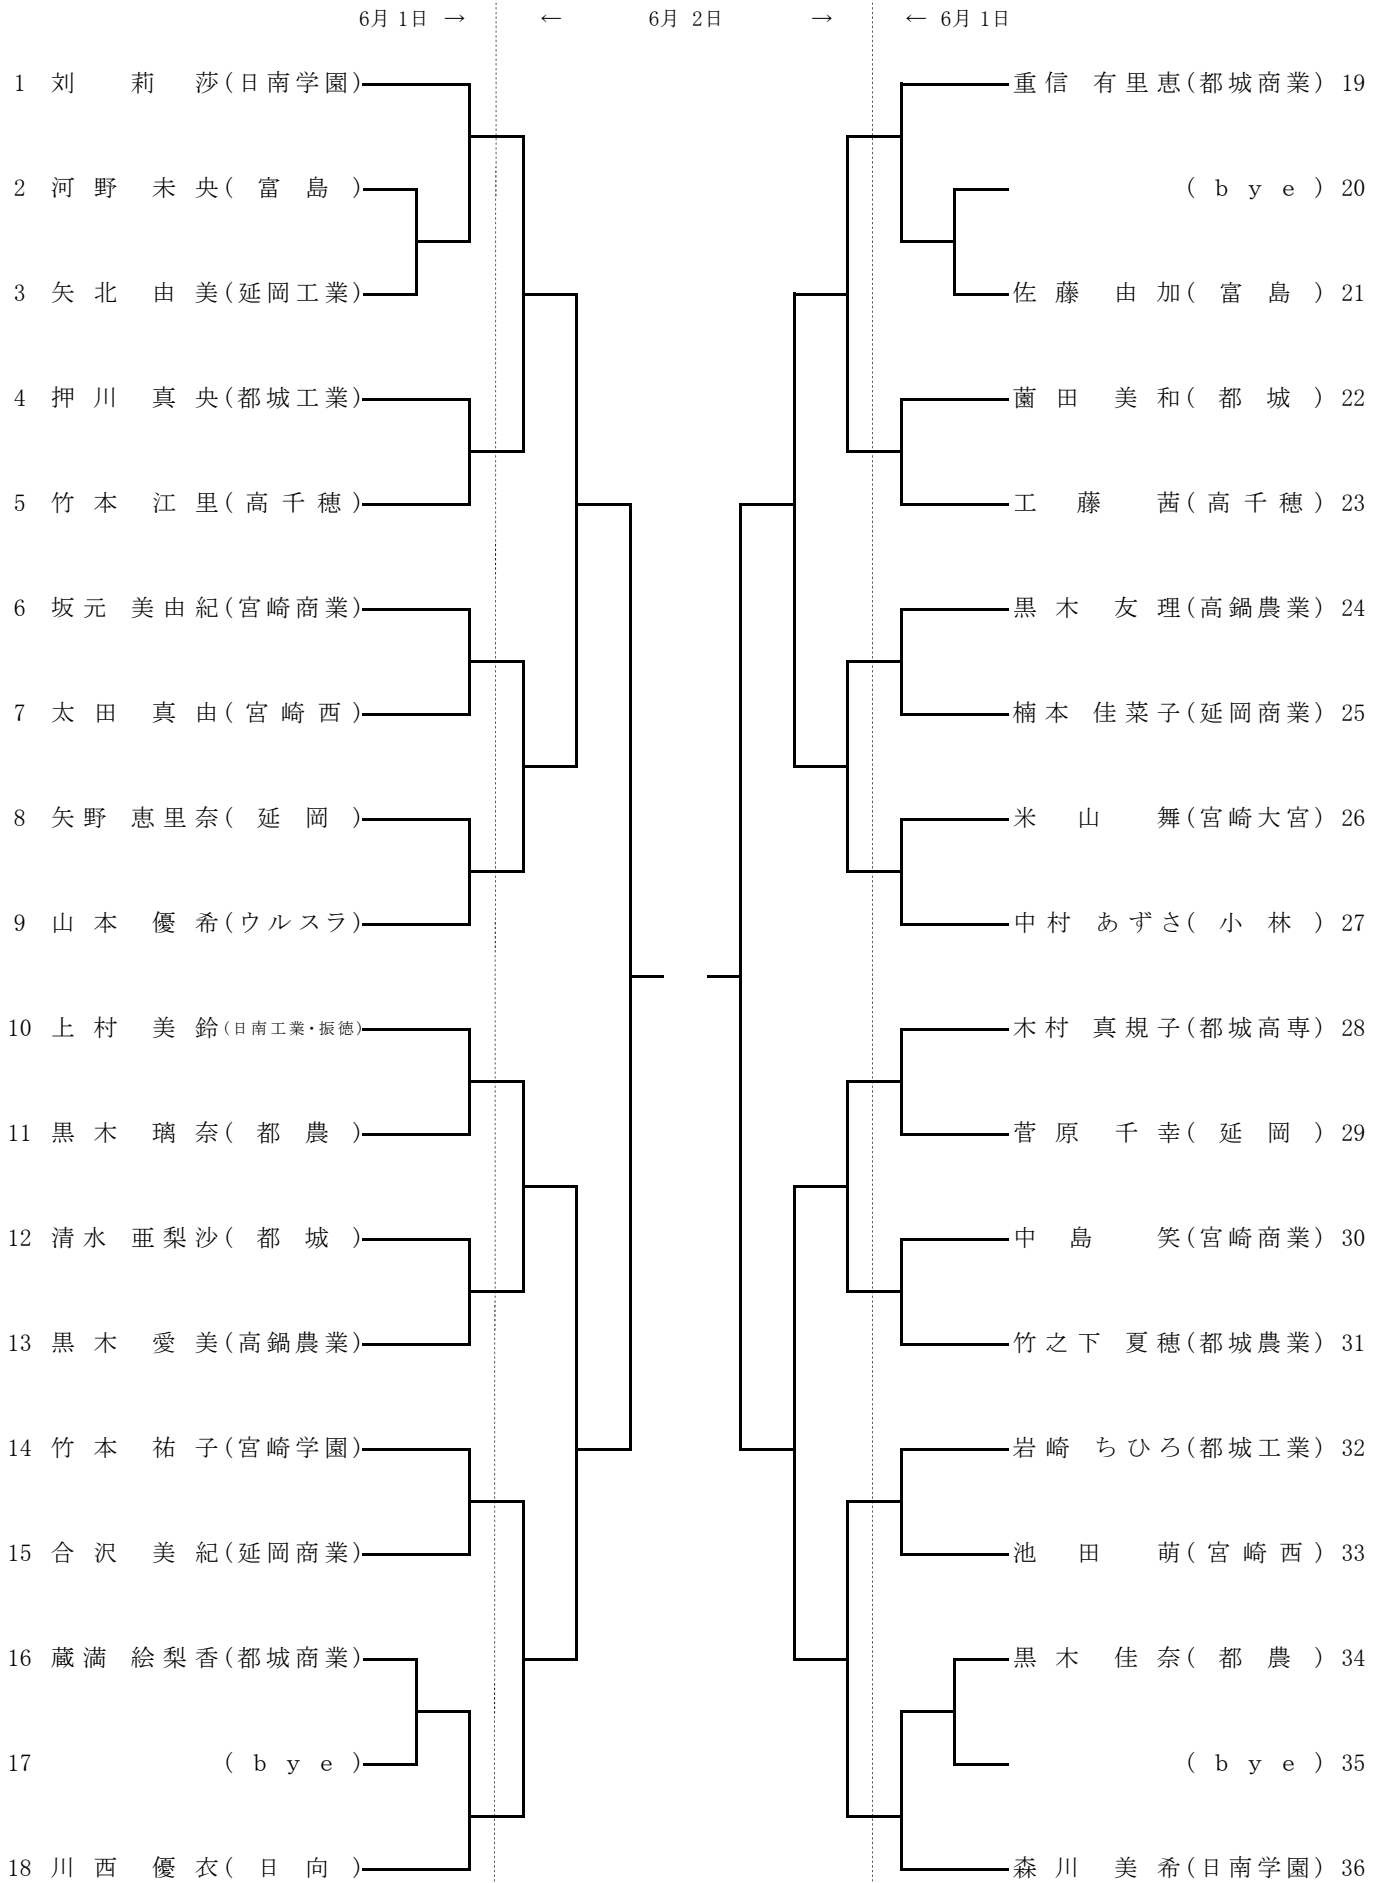 6月 1日 → ← 6月 2日 → ← 6月 1日
1 刘 莉 莎(日南学園) 重信 有里恵(都城商業) 19
2 河野 未央(富島) (bye) 20
3 矢北 由美(延岡工業) 佐藤 由加(富島) 21
4 押川 真央(都城工業) 薗田 美和(都城) 22
5 竹本 江里(高千穂) 工藤 茜(高千穂) 23
6 坂元 美由紀(宮崎商業) 黒木 友理(高鍋農業) 24
7 太田 真由(宮崎西) 楠本 佳菜子(延岡商業) 25
8 矢野 恵里奈(延岡) 米山 舞(宮崎大宮) 26
9 山本 優希(ウルスラ) 中村 あずさ(小林) 27
10 上村 美鈴(日南工業・振徳) 木村 真規子(都城高専) 28
11 黒木 璃奈(都農) 菅原 千幸(延岡) 29
12 清水 亜梨沙(都城) 中島 笑(宮崎商業) 30
13 黒木 愛美(高鍋農業) 竹之下 夏穂(都城農業) 31
14 竹本 祐子(宮崎学園) 岩崎 ちひろ(都城工業) 32
15 合沢 美紀(延岡商業) 池田 萌(宮崎西) 33
16 蔵満 絵梨香(都城商業) 黒木 佳奈(都農) 34
17 (bye) (bye) 35
18 川西 優衣(日向) 森川 美希(日南学園) 36